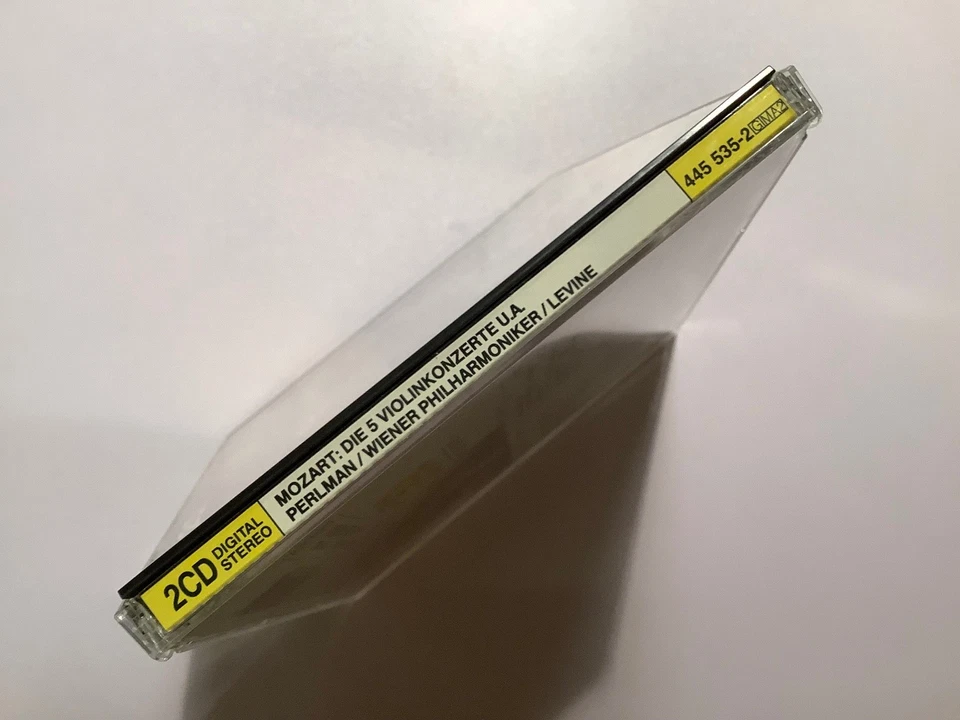 2CD
DIGITAL
STEREO
MOZART: DIE 5 VIOLINKONZERTE U.A.
PERLMAN / WIENER PHILHARMONIKER / LEVINE
445 535-2 GMA2